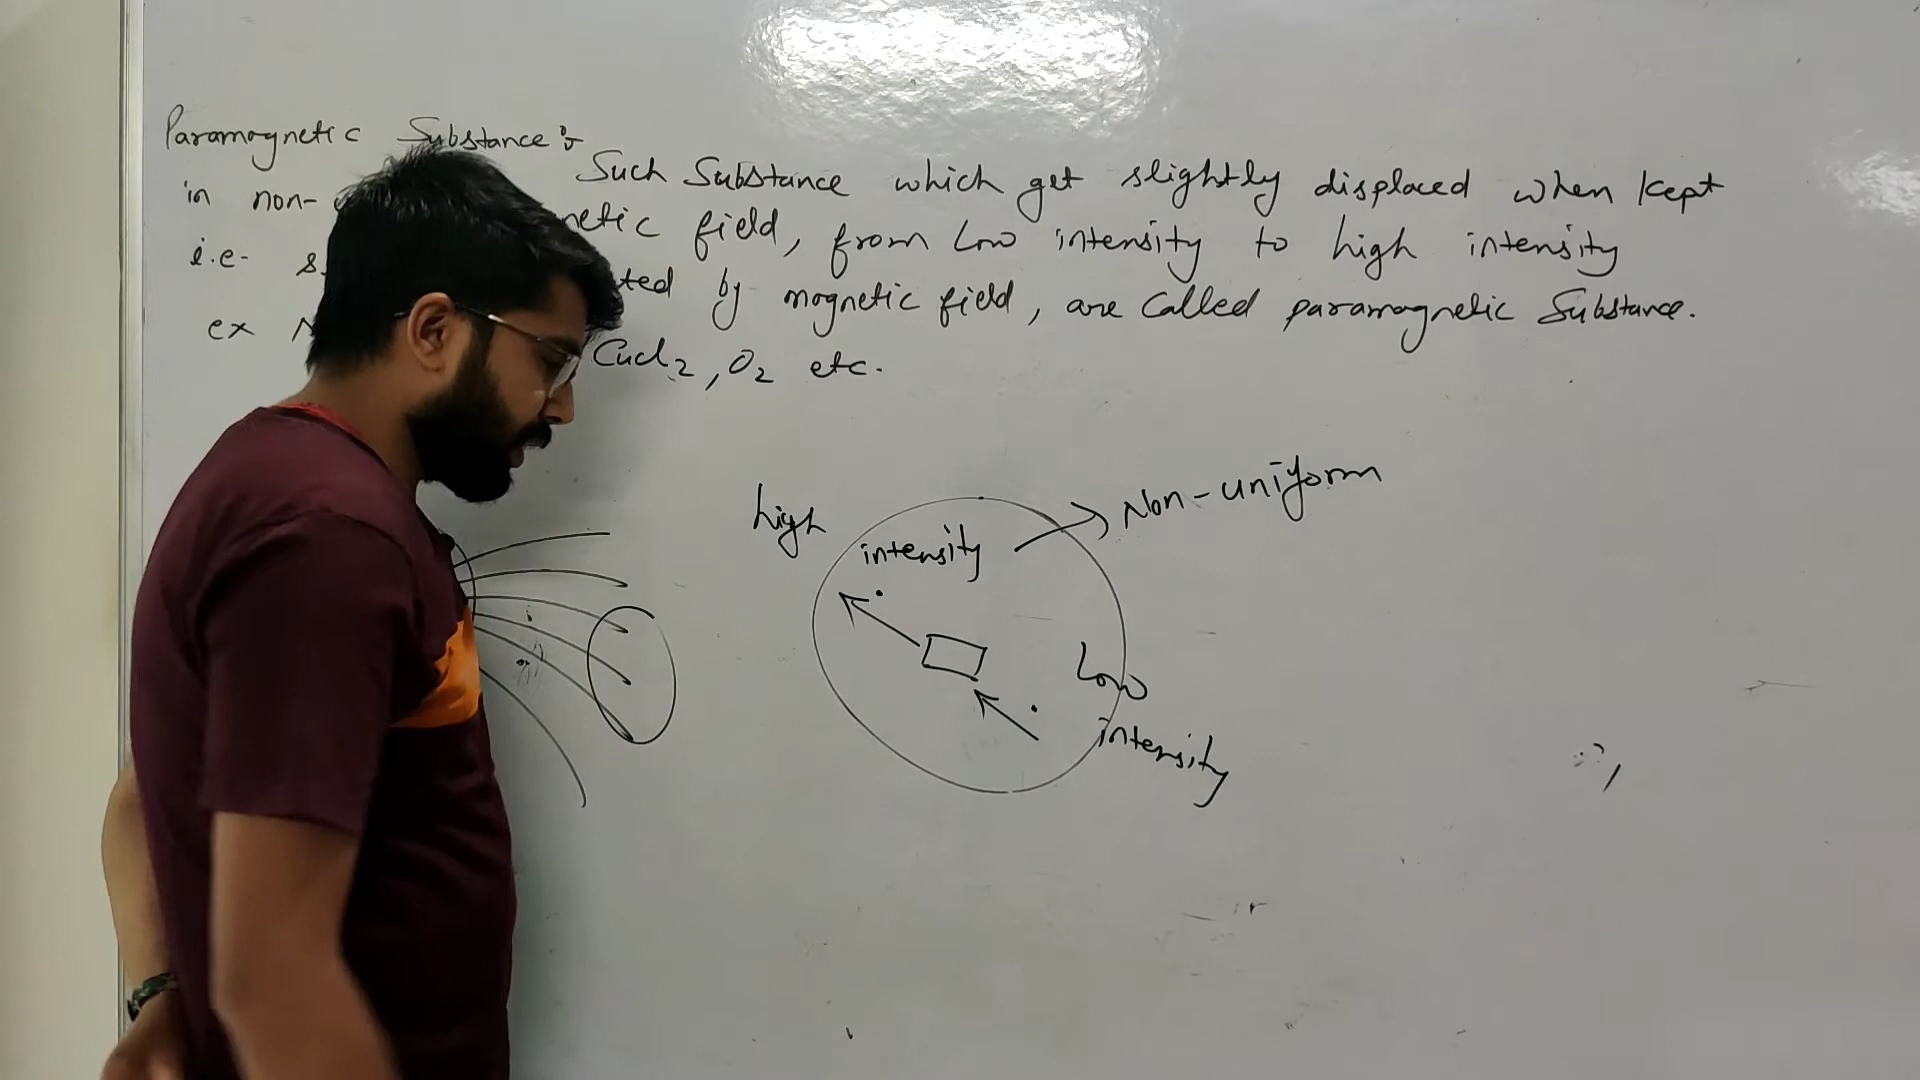 Paramagnetic Substance :-
Such Substance which get slightly displaced when kept
in non- netic field, from Low intensity to high intensity
i.e. ted by magnetic field, are called paramagnetic Substance.
ex CuCl2, O2 etc.
high
intensity
Non-uniform
Low
intensity